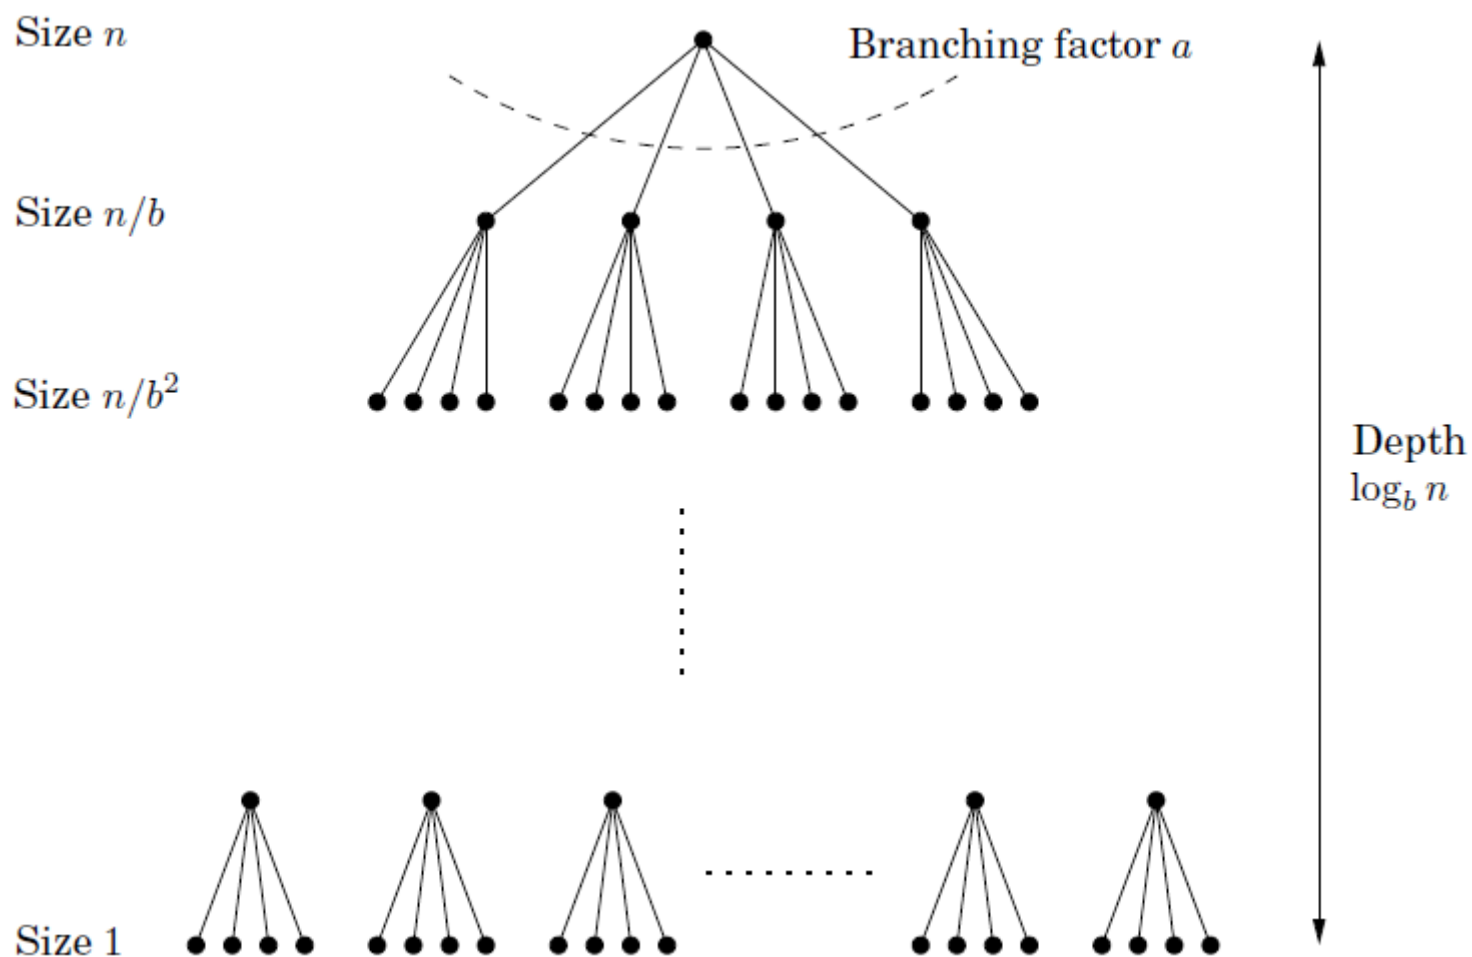 Size n
Branching factor a
Size n/b
Size n/b²
Depth
log_b n
Size 1